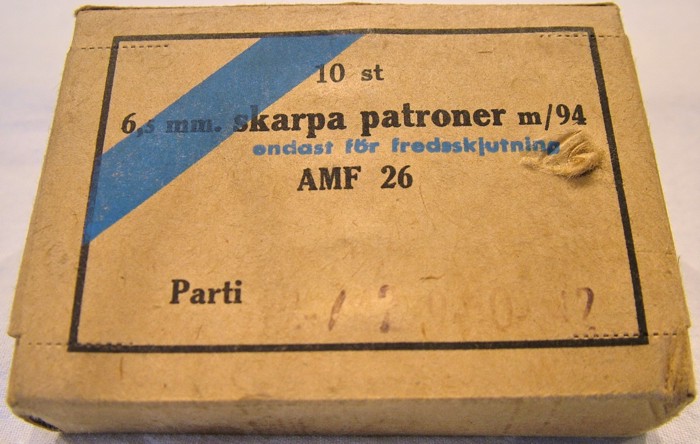 10 st
6,5 mm. skarpa patroner m/94
endast för fredsskjutning
AMF 26
Parti